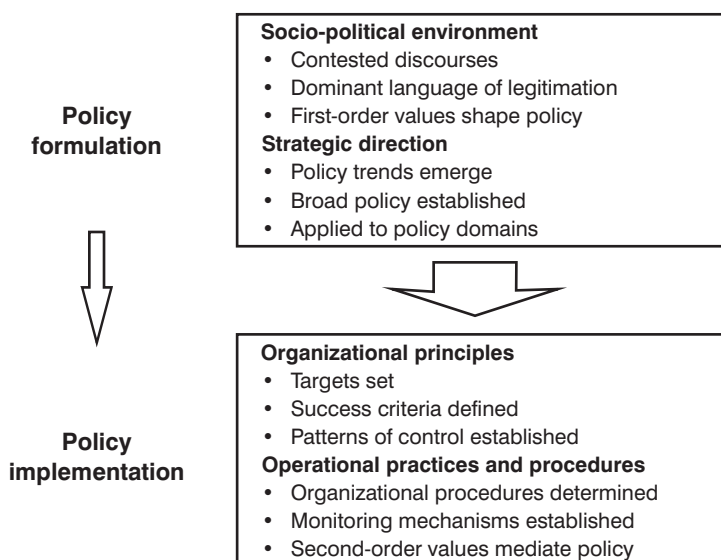 Socio-political environment
• Contested discourses
• Dominant language of legitimation
• First-order values shape policy
Strategic direction
• Policy trends emerge
• Broad policy established
• Applied to policy domains
Policy
formulation
Organizational principles
• Targets set
• Success criteria defined
• Patterns of control established
Operational practices and procedures
• Organizational procedures determined
• Monitoring mechanisms established
• Second-order values mediate policy
Policy
implementation